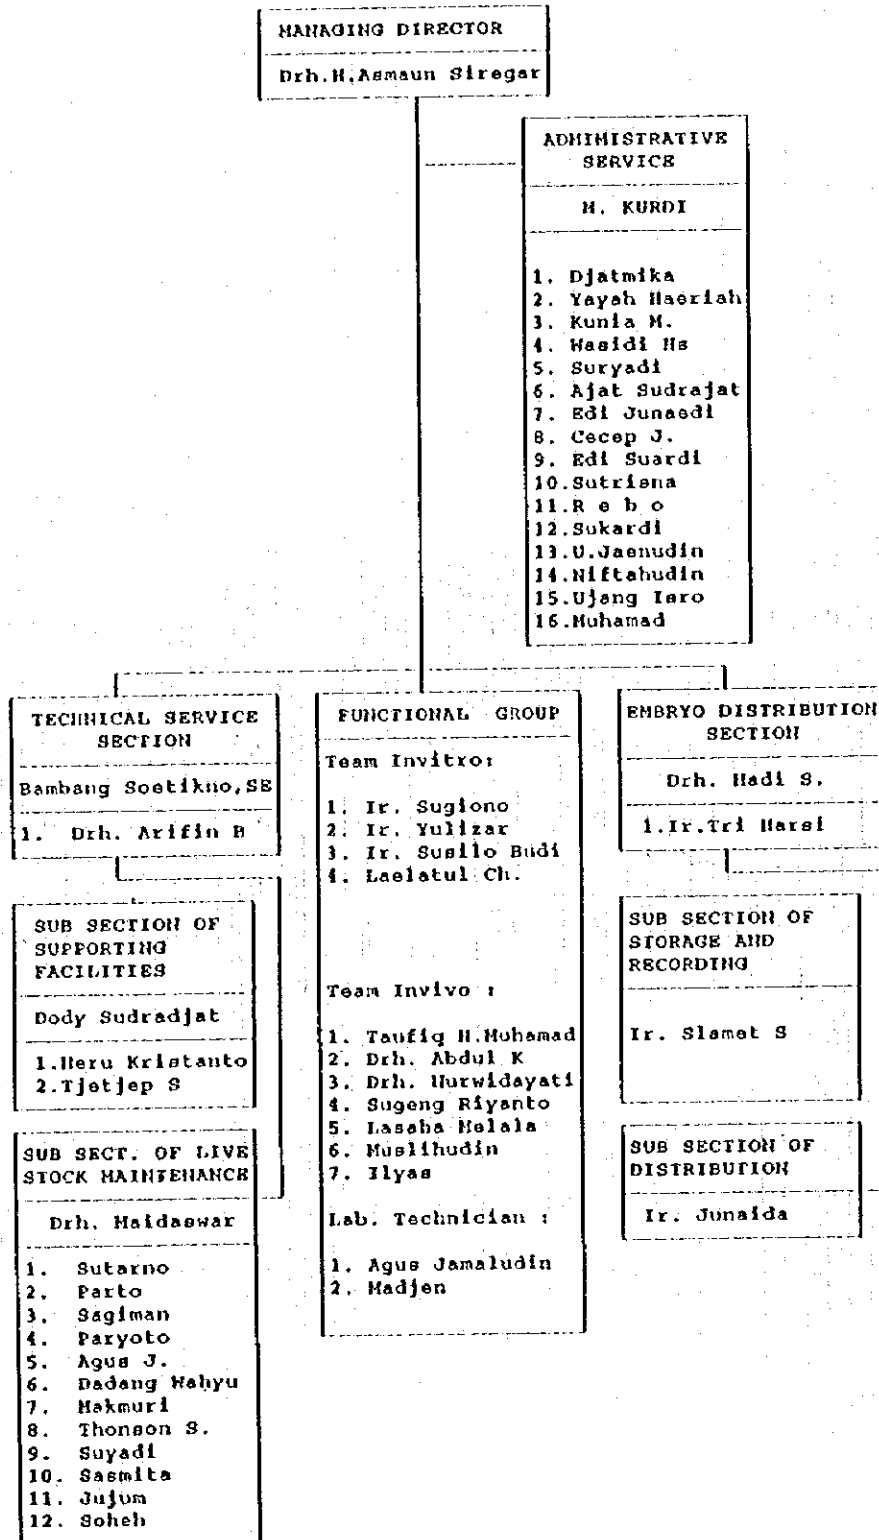 MANAGING DIRECTOR
Drh.H.Asmaun Siregar
ADMINISTRATIVE
SERVICE
M. KURDI
1. Djatmika
2. Yayah Haeriah
3. Kunia M.
4. Wasidi Hs
5. Suryadi
6. Ajat Sudrajat
7. Edi Junaedi
8. Cecep J.
9. Edi Suardi
10.Sutrisna
11.R e b o
12.Sukardi
13.U.Jaenudin
14.Miftahudin
15.Ujang Isro
16.Muhamad
TECHNICAL SERVICE
SECTION
Bambang Soetikno,SE
1. Drh. Arifin B
SUB SECTION OF
SUPPORTING
FACILITIES
Dody Sudradjat
1.Heru Kristanto
2.Tjetjep S
SUB SECT. OF LIVE
STOCK MAINTENANCE
Drh. Maidaswar
1. Sutarno
2. Parto
3. Sagiman
4. Paryoto
5. Agus J.
6. Dadang Wahyu
7. Makmuri
8. Thonson S.
9. Suyadi
10. Sasmita
11. Jujum
12. Soheh
FUNCTIONAL GROUP
Team Invitro:
1. Ir. Sugiono
2. Ir. Yulizar
3. Ir. Susilo Budi
4. Laelatul Ch.
Team Invivo :
1. Taufiq H.Muhamad
2. Drh. Abdul K
3. Drh. Nurwidayati
4. Sugeng Riyanto
5. Lasaba Melala
6. Muslihudin
7. Ilyas
Lab. Technician :
1. Agus Jamaludin
2. Madjen
EMBRYO DISTRIBUTION
SECTION
Drh. Hadi S.
1.Ir.Tri Harsi
SUB SECTION OF
STORAGE AND
RECORDING
Ir. Slamet S
SUB SECTION OF
DISTRIBUTION
Ir. Junaida